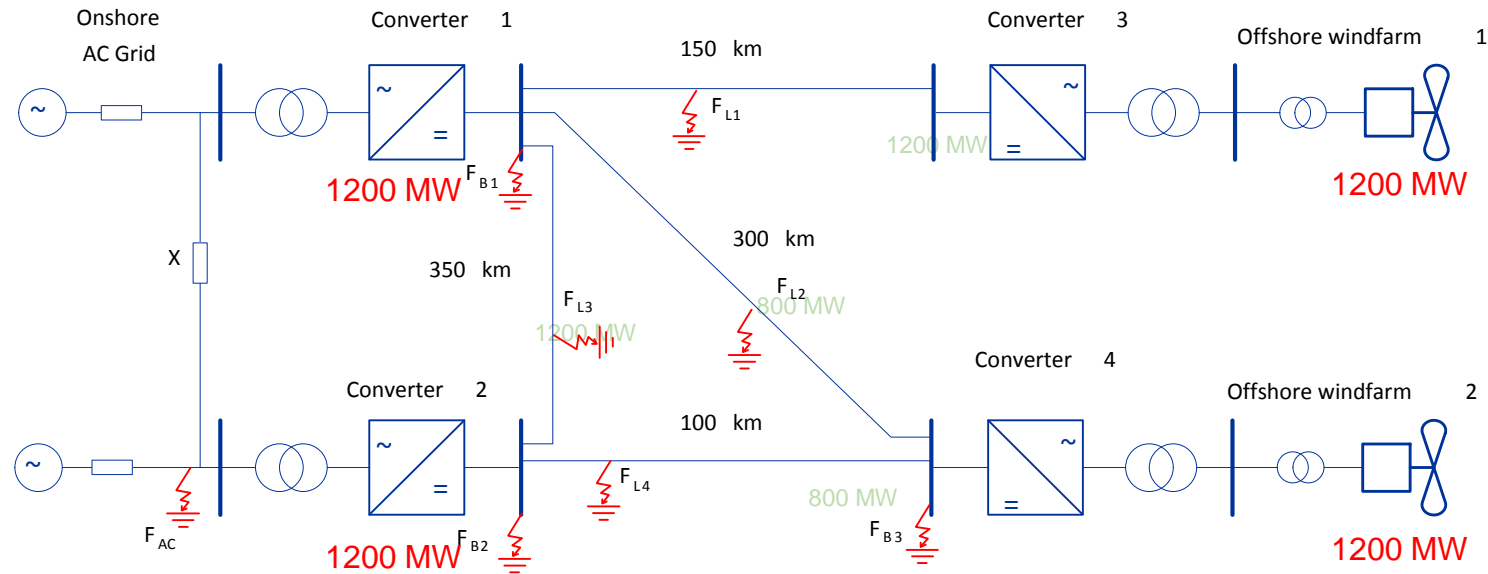 Onshore
AC Grid
Converter 1
Converter 3
Offshore windfarm 1
150 km
~
~
=
~
=
F L1
1200 MW
F B1
1200 MW
1200 MW
X
300 km
350 km
F L2
800 MW
F L3
1200 MW
Converter 2
Converter 4
Offshore windfarm 2
100 km
~
~
=
~
=
F L4
800 MW
F AC
F B2
F B3
1200 MW
1200 MW